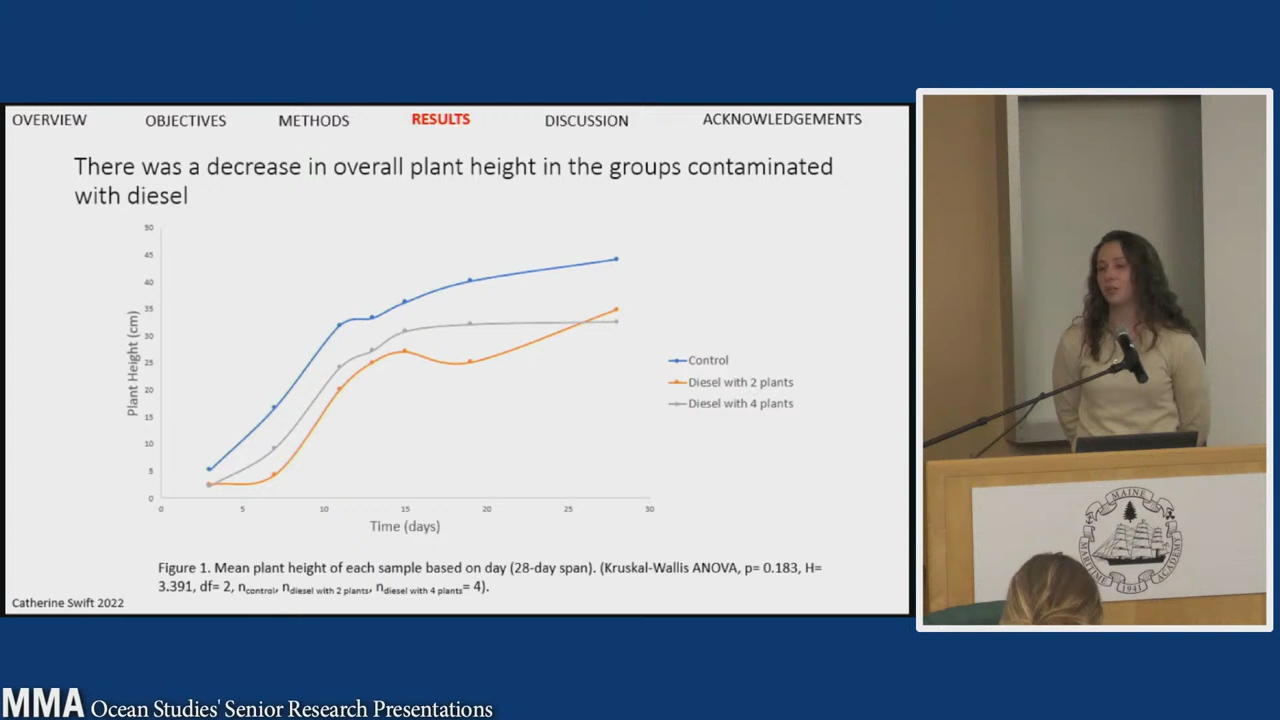 OVERVIEW OBJECTIVES METHODS RESULTS DISCUSSION ACKNOWLEDGEMENTS
There was a decrease in overall plant height in the groups contaminated
with diesel
50
45
40
35
30
25
20
15
10
5
0
Plant Height (cm)
0 5 10 15 20 25 30
Time (days)
Control
Diesel with 2 plants
Diesel with 4 plants
Figure 1. Mean plant height of each sample based on day (28-day span). (Kruskal-Wallis ANOVA, p= 0.183, H=
3.391, df= 2, ncontrol, ndiesel with 2 plants, ndiesel with 4 plants= 4).
Catherine Swift 2022
MAINE
MARITIME
ACADEMY
1941
MMA Ocean Studies' Senior Research Presentations